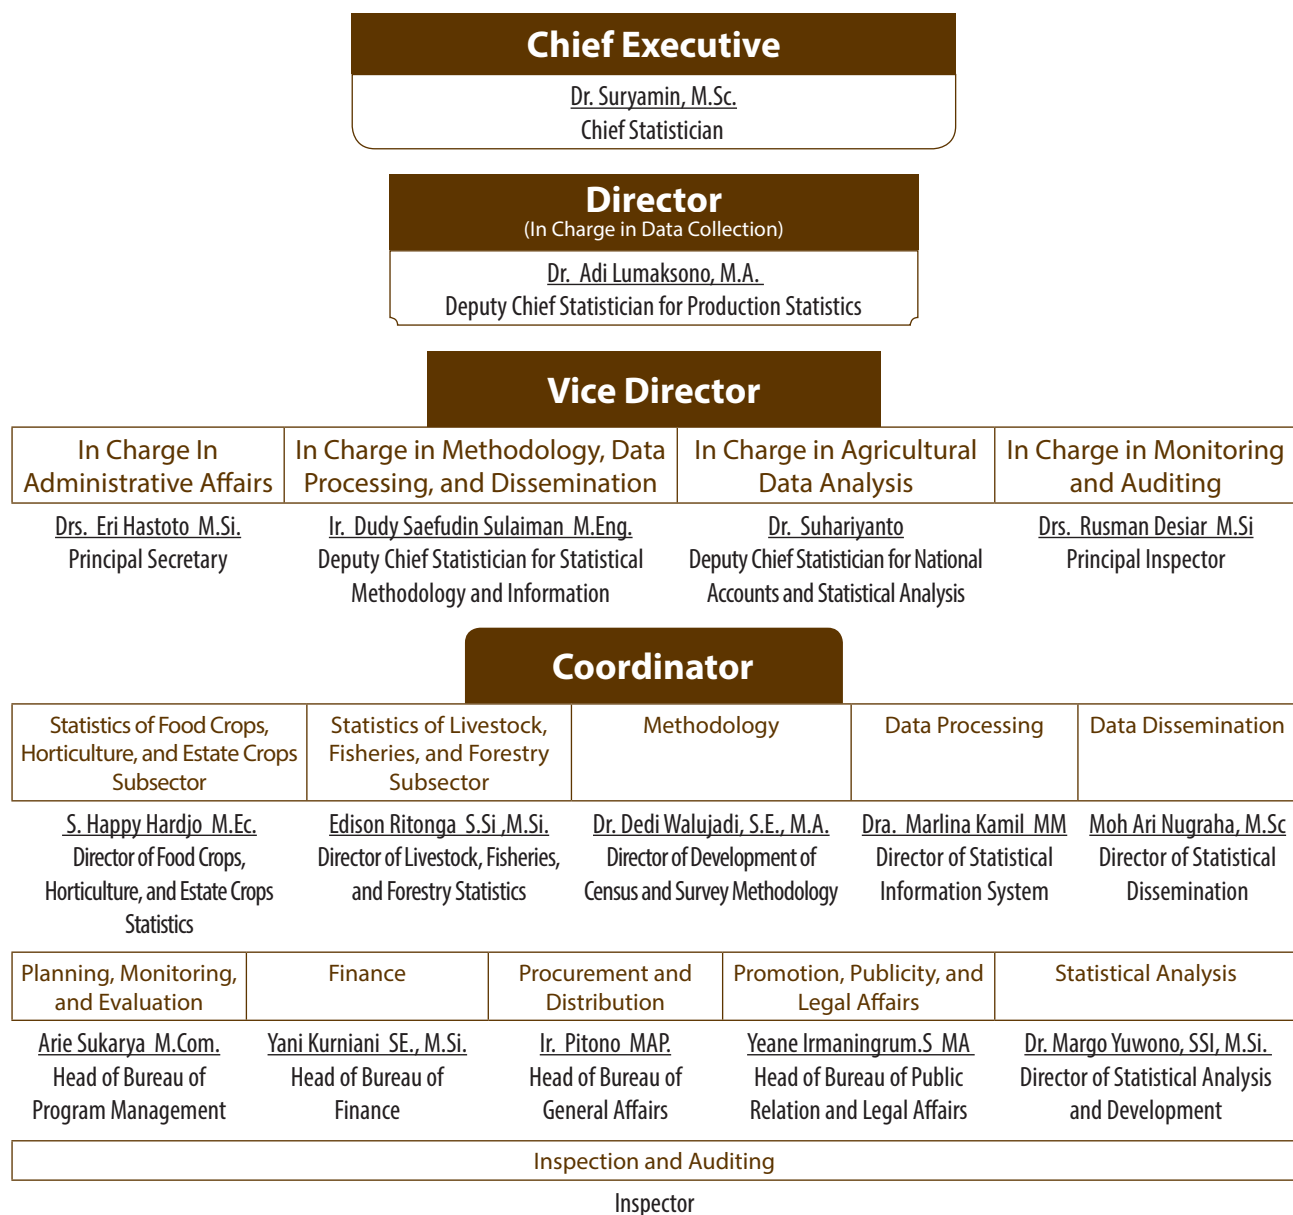 Chief Executive
Dr. Suryamin, M.Sc.
Chief Statistician
Director
(In Charge in Data Collection)
Dr. Adi Lumaksono, M.A.
Deputy Chief Statistician for Production Statistics
Vice Director
In Charge In
Administrative Affairs
Drs. Eri Hastoto M.Si.
Principal Secretary
In Charge in Methodology, Data
Processing, and Dissemination
Ir. Dudy Saefudin Sulaiman M.Eng.
Deputy Chief Statistician for Statistical
Methodology and Information
In Charge in Agricultural
Data Analysis
Dr. Suhariyanto
Deputy Chief Statistician for National
Accounts and Statistical Analysis
In Charge in Monitoring
and Auditing
Drs. Rusman Desiar M.Si
Principal Inspector
Coordinator
Statistics of Food Crops,
Horticulture, and Estate Crops
Subsector
S. Happy Hardjo M.Ec.
Director of Food Crops,
Horticulture, and Estate Crops
Statistics
Statistics of Livestock,
Fisheries, and Forestry
Subsector
Edison Ritonga S.Si ,M.Si.
Director of Livestock, Fisheries,
and Forestry Statistics
Methodology
Dr. Dedi Walujadi, S.E., M.A.
Director of Development of
Census and Survey Methodology
Data Processing
Dra. Marlina Kamil MM
Director of Statistical
Information System
Data Dissemination
Moh Ari Nugraha, M.Sc
Director of Statistical
Dissemination
Planning, Monitoring,
and Evaluation
Arie Sukarya M.Com.
Head of Bureau of
Program Management
Finance
Yani Kurniani SE., M.Si.
Head of Bureau of
Finance
Procurement and
Distribution
Ir. Pitono MAP.
Head of Bureau of
General Affairs
Promotion, Publicity, and
Legal Affairs
Yeane Irmaningrum.S MA
Head of Bureau of Public
Relation and Legal Affairs
Statistical Analysis
Dr. Margo Yuwono, SSI, M.Si.
Director of Statistical Analysis
and Development
Inspection and Auditing
Inspector